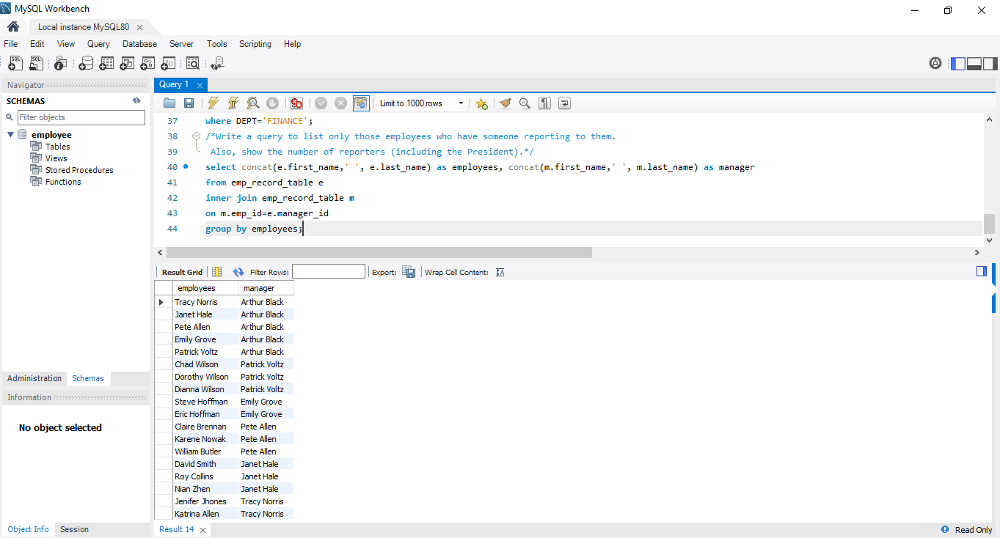 MySQL Workbench
Local instance MySQL80
File Edit View Query Database Server Tools Scripting Help
Navigator
SCHEMAS
Filter objects
employee
Tables
Views
Stored Procedures
Functions
Administration Schemas
Information
No object selected
Object Info Session
Query 1
Limit to 1000 rows
37 where DEPT='FINANCE';
38 /*Write a query to list only those employees who have someone reporting to them.
39 Also, show the number of reporters (including the President).*/
40 select concat(e.first_name,' ', e.last_name) as employees, concat(m.first_name,' ', m.last_name) as manager
41 from emp_record_table e
42 inner join emp_record_table m
43 on m.emp_id=e.manager_id
44 group by employees;
Result Grid Filter Rows: Export: Wrap Cell Content:
employees manager
Tracy Norris Arthur Black
Janet Hale Arthur Black
Pete Allen Arthur Black
Emily Grove Arthur Black
Patrick Voltz Arthur Black
Chad Wilson Patrick Voltz
Dorothy Wilson Patrick Voltz
Dianna Wilson Patrick Voltz
Steve Hoffman Emily Grove
Eric Hoffman Emily Grove
Claire Brennan Pete Allen
Karene Nowak Pete Allen
William Butler Pete Allen
David Smith Janet Hale
Roy Collins Janet Hale
Nian Zhen Janet Hale
Jenifer Jhones Tracy Norris
Katrina Allen Tracy Norris
Result 14
Read Only